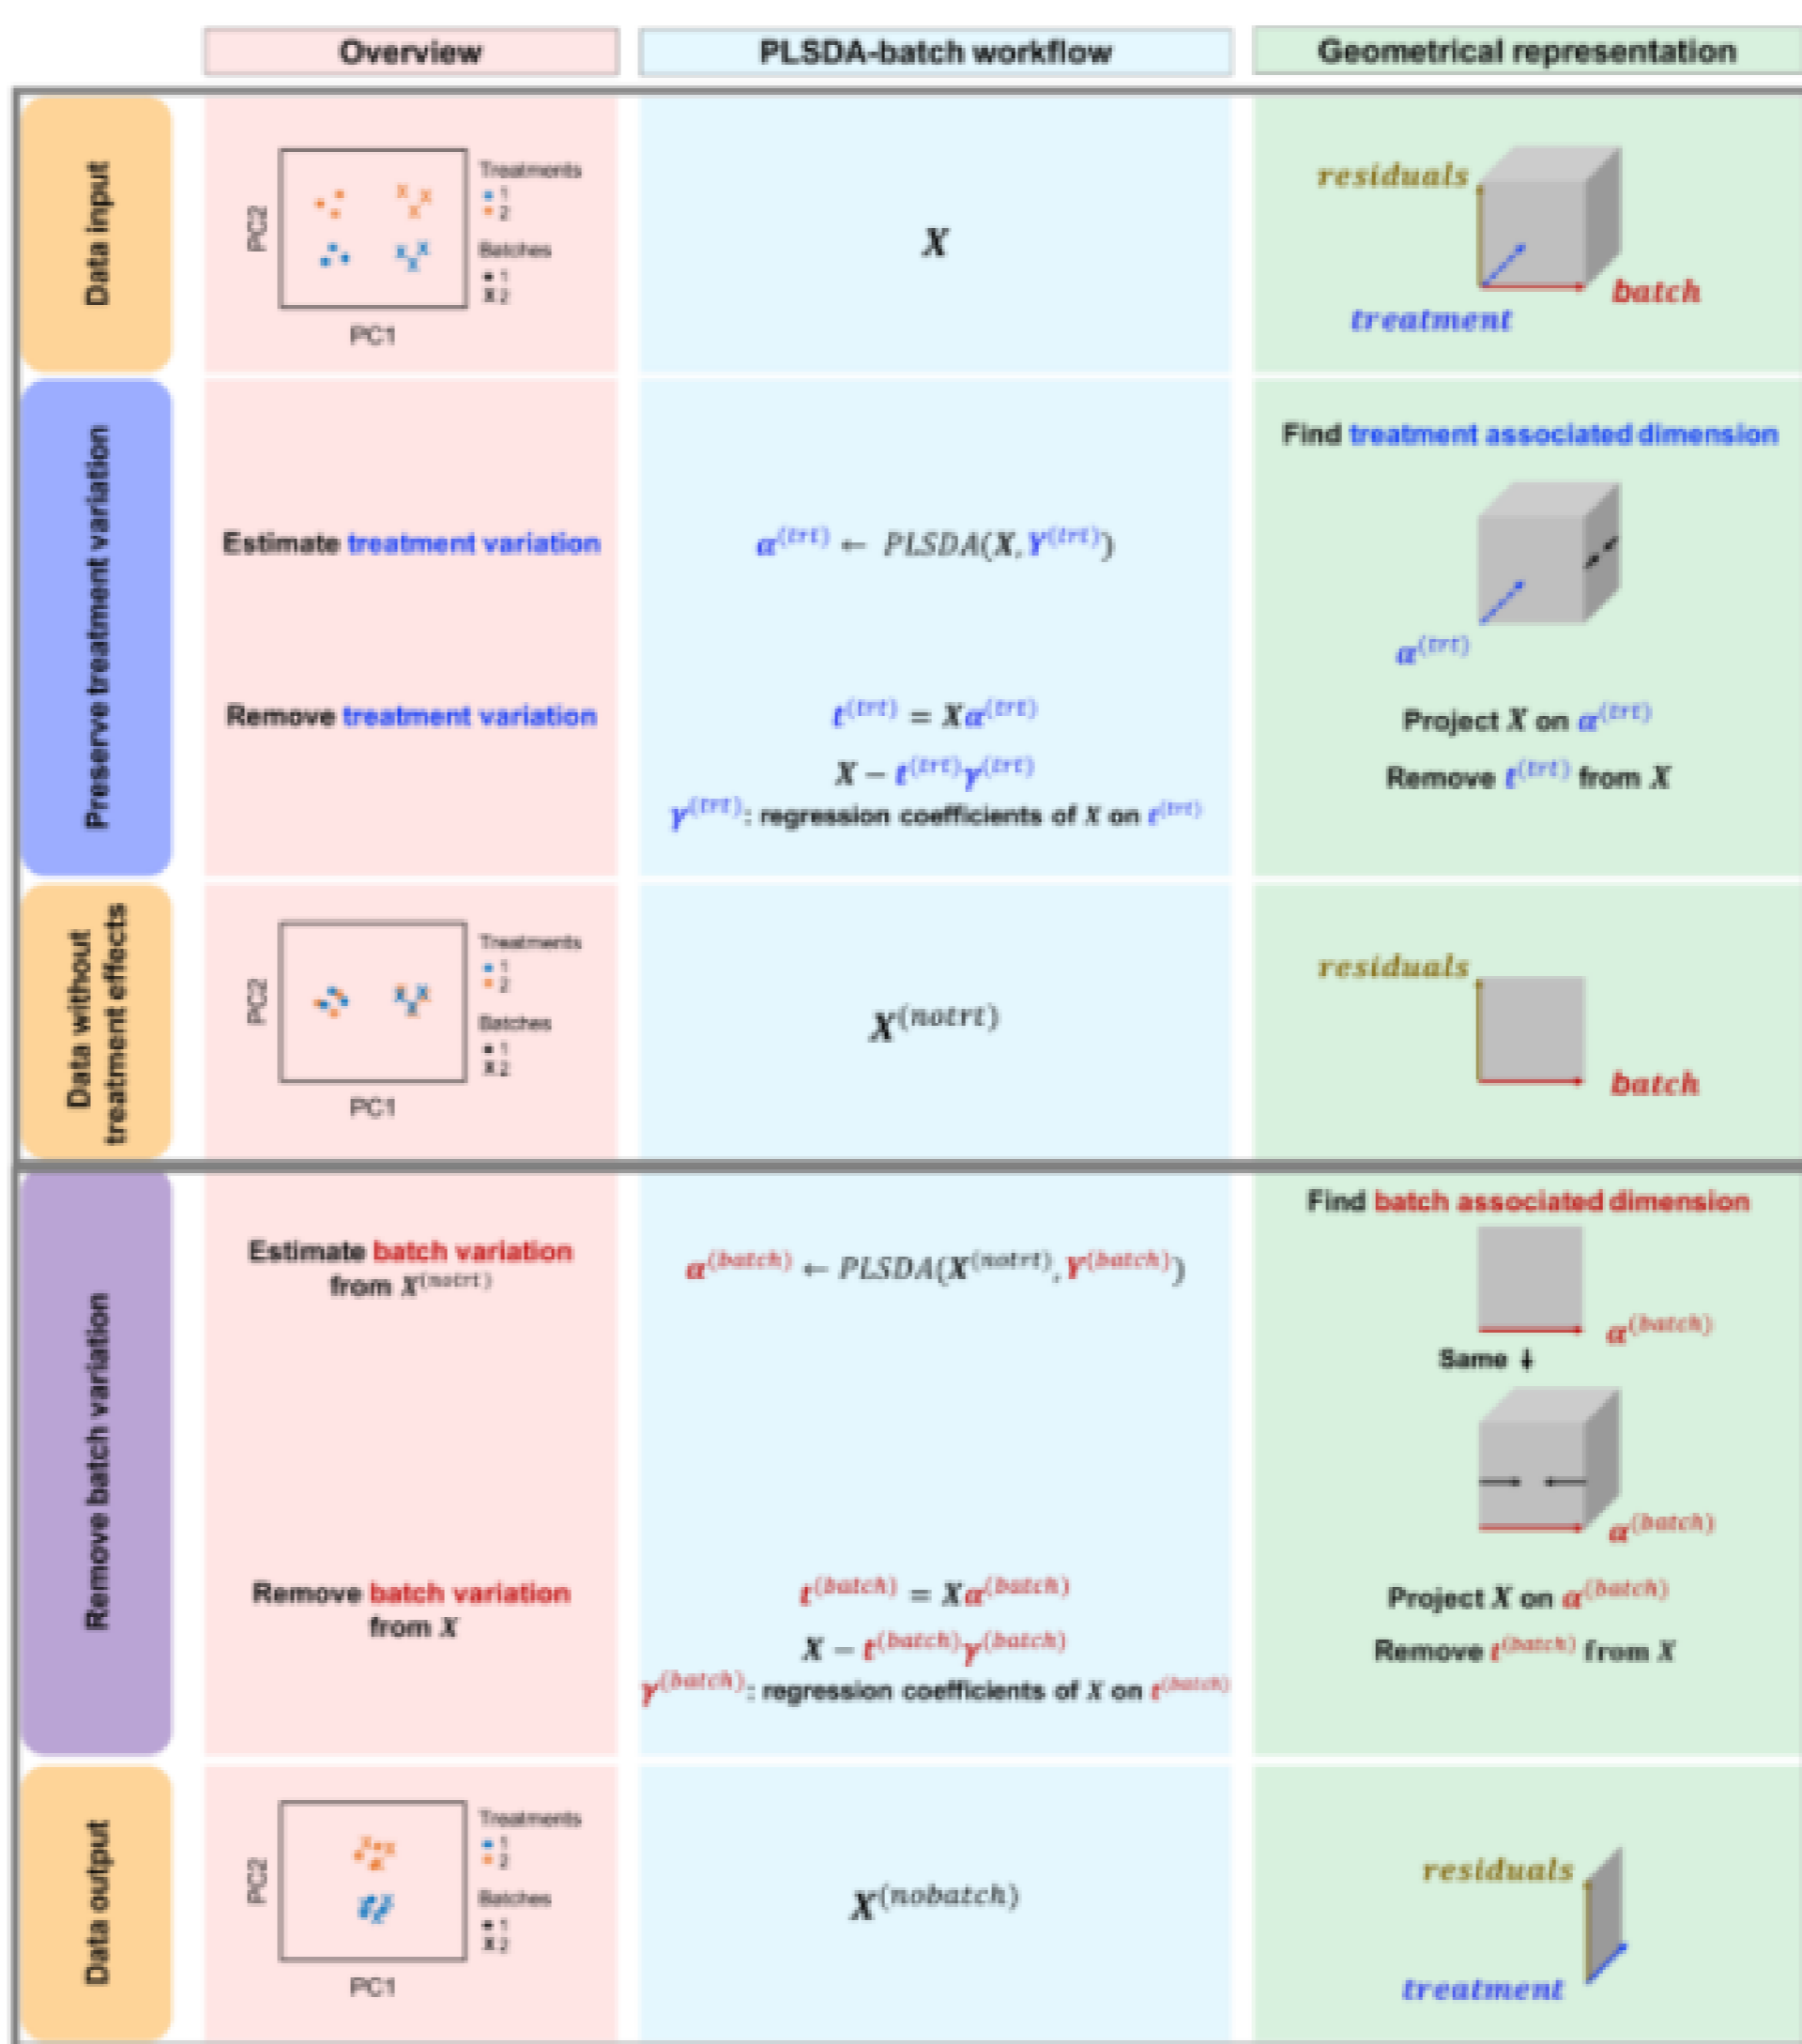 Overview
PLSDA-batch workflow
Geometrical representation
Data input
PC2
PC1
Treatments
1
2
Batches
1
X 2
X
residuals
batch
treatment
Preserve treatment variation
Estimate treatment variation
α^(trt) ← PLSDA(X, Y^(trt))
Find treatment associated dimension
α^(trt)
Remove treatment variation
t^(trt) = Xα^(trt)
X − t^(trt)γ^(trt)
γ^(trt): regression coefficients of X on t^(trt)
Project X on α^(trt)
Remove t^(trt) from X
Data without
treatment effects
PC2
PC1
Treatments
1
2
Batches
1
X 2
X^(notrt)
residuals
batch
Remove batch variation
Estimate batch variation
from X^(notrt)
α^(batch) ← PLSDA(X^(notrt), Y^(batch))
Find batch associated dimension
α^(batch)
Same ↓
α^(batch)
Remove batch variation
from X
t^(batch) = Xα^(batch)
X − t^(batch)γ^(batch)
γ^(batch): regression coefficients of X on t^(batch)
Project X on α^(batch)
Remove t^(batch) from X
Data output
PC2
PC1
Treatments
1
2
Batches
1
X 2
X^(nobatch)
residuals
treatment